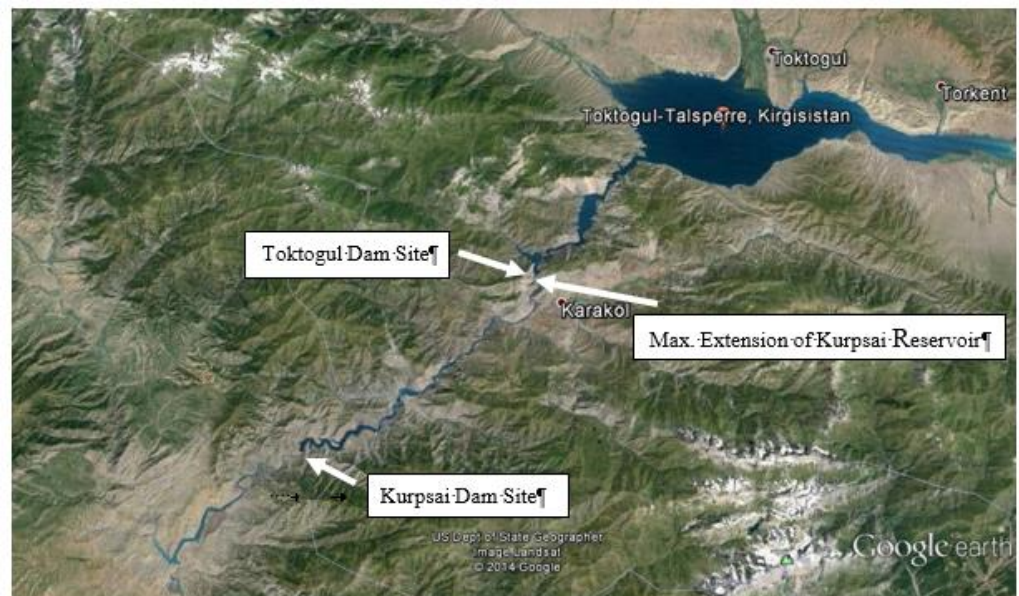 Toktogul
Torkent
Toktogul-Talsperre, Kirgisistan
Toktogul·Dam·Site¶
Karakol
Max.·Extension·of·Kurpsai·Reservoir¶
Kurpsai·Dam·Site¶
US Dept of State Geographer
Image Landsat
© 2014 Google
Google earth